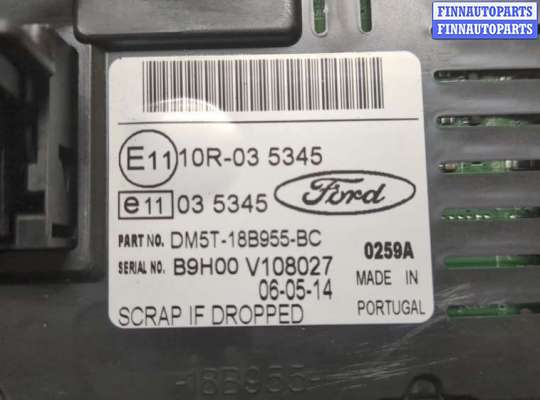 FINNAUTOPARTS
FINNAUTOPARTS
E11 10R-03 5345
e11 03 5345
Ford
PART NO. DM5T-18B955-BC
0259A
SERIAL NO. B9H00 V108027
MADE IN
06-05-14
PORTUGAL
SCRAP IF DROPPED
-18B955-